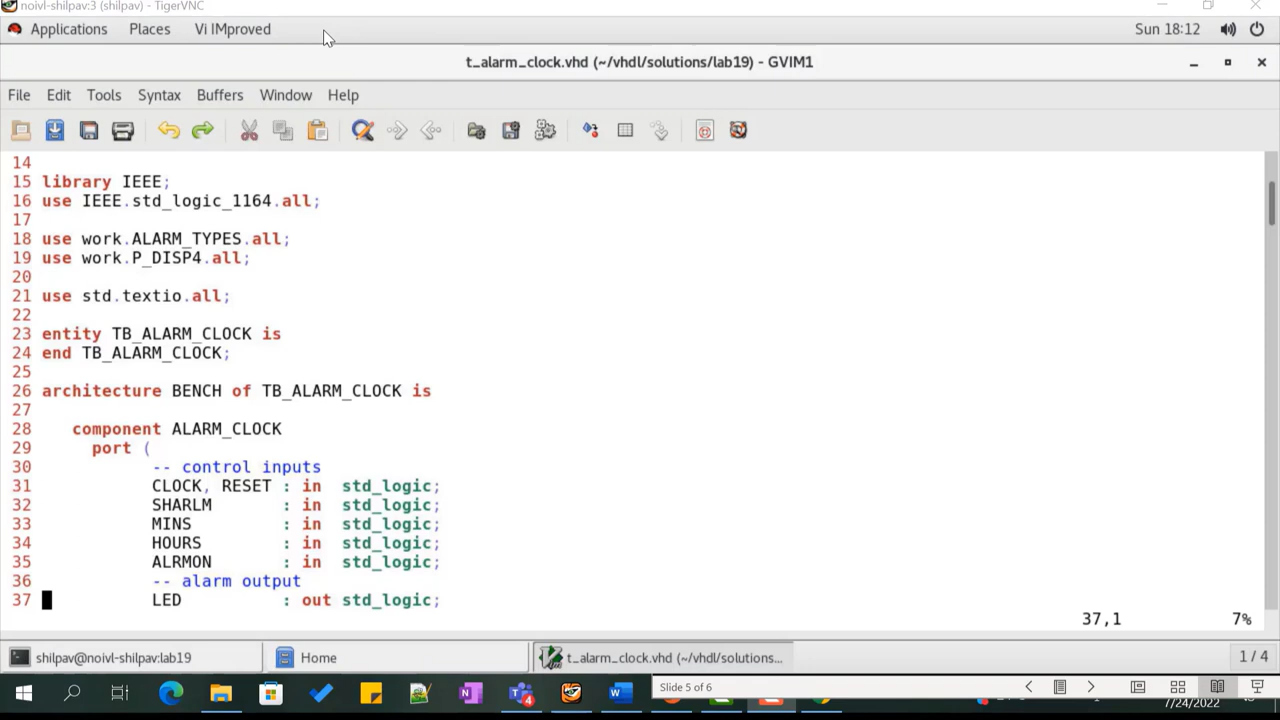 noivl-shilpav:3 (shilpav) - TigerVNC
Applications Places Vi IMproved Sun 18:12
t_alarm_clock.vhd (~/vhdl/solutions/lab19) - GVIM1
File Edit Tools Syntax Buffers Window Help
14
15 library IEEE;
16 use IEEE.std_logic_1164.all;
17
18 use work.ALARM_TYPES.all;
19 use work.P_DISP4.all;
20
21 use std.textio.all;
22
23 entity TB_ALARM_CLOCK is
24 end TB_ALARM_CLOCK;
25
26 architecture BENCH of TB_ALARM_CLOCK is
27
28 component ALARM_CLOCK
29 port (
30 -- control inputs
31 CLOCK, RESET : in std_logic;
32 SHARLM : in std_logic;
33 MINS : in std_logic;
34 HOURS : in std_logic;
35 ALRMON : in std_logic;
36 -- alarm output
37 LED : out std_logic;
37,1 7%
shilpav@noivl-shilpav:lab19 Home t_alarm_clock.vhd (~/vhdl/solutions... 1 / 4
Slide 5 of 6
4
7/24/2022